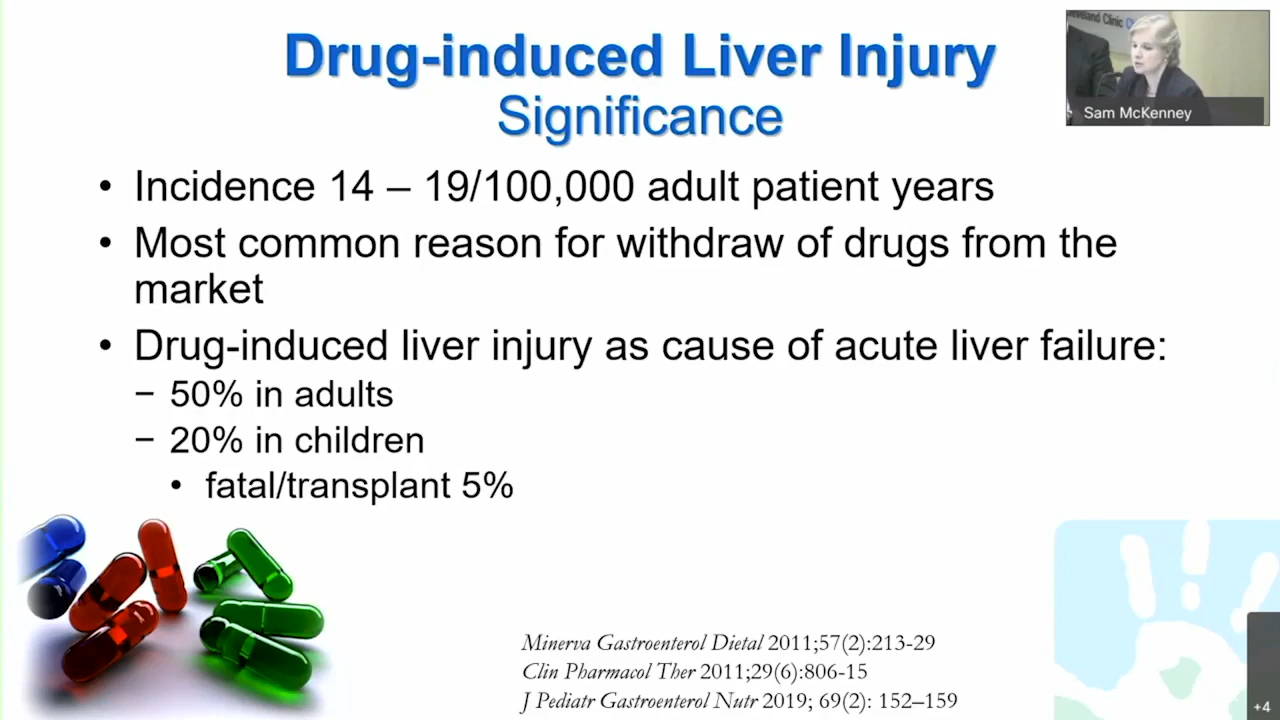 Drug-induced Liver Injury
Significance
eveland Clinic C
Sam McKenney
• Incidence 14 – 19/100,000 adult patient years
• Most common reason for withdraw of drugs from the
market
• Drug-induced liver injury as cause of acute liver failure:
− 50% in adults
− 20% in children
• fatal/transplant 5%
Minerva Gastroenterol Dietal 2011;57(2):213-29
Clin Pharmacol Ther 2011;29(6):806-15
J Pediatr Gastroenterol Nutr 2019; 69(2): 152–159
+4